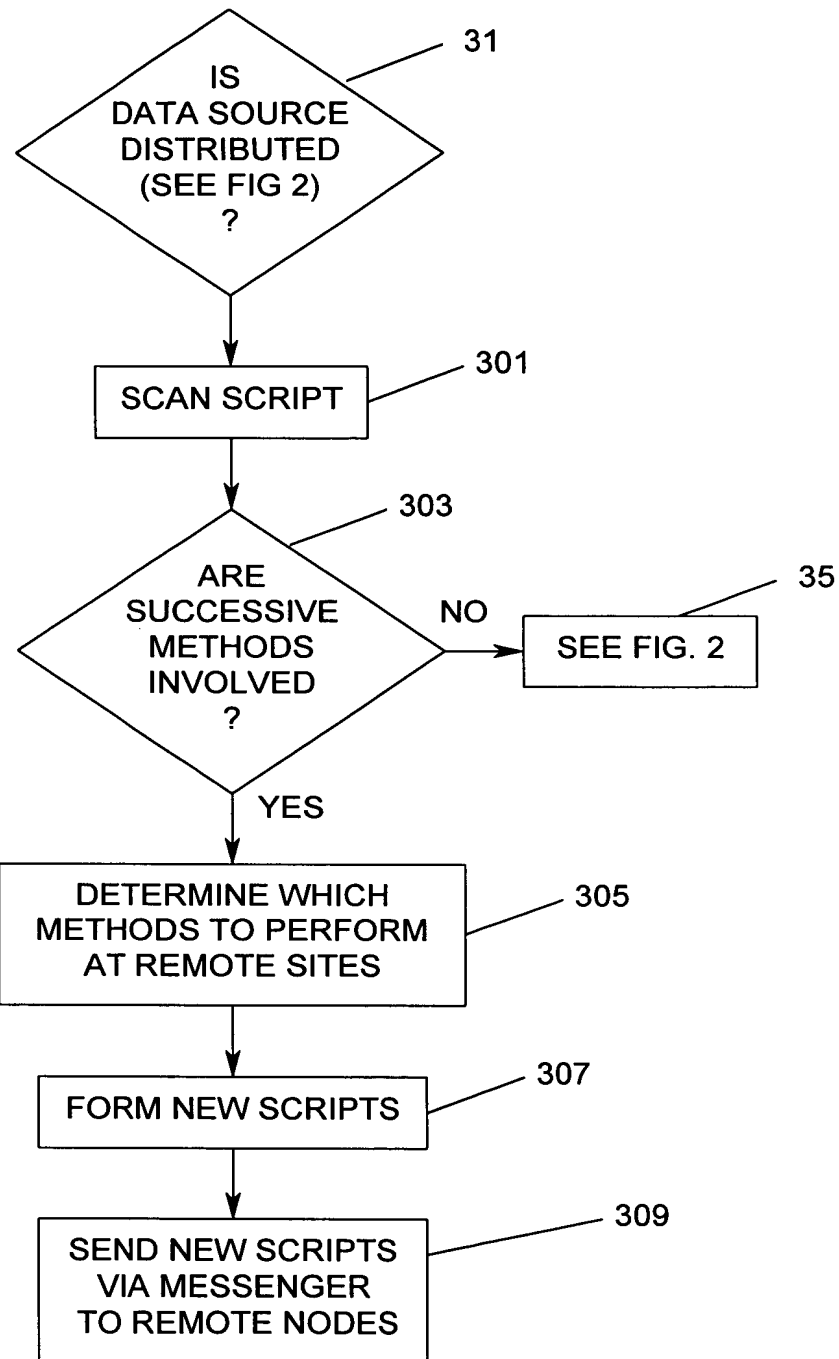 31
IS
DATA SOURCE
DISTRIBUTED
(SEE FIG 2)
?
301
SCAN SCRIPT
303
ARE
SUCCESSIVE
METHODS
INVOLVED
?
NO
35
SEE FIG. 2
YES
305
DETERMINE WHICH
METHODS TO PERFORM
AT REMOTE SITES
307
FORM NEW SCRIPTS
309
SEND NEW SCRIPTS
VIA MESSENGER
TO REMOTE NODES